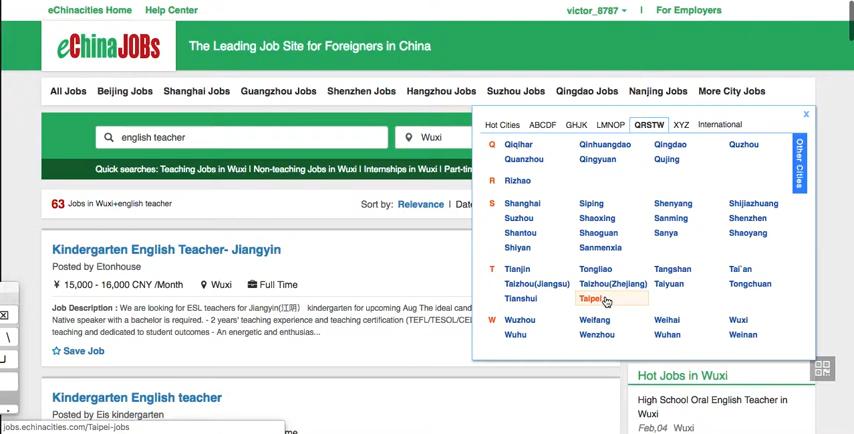 eChinacities Home Help Center victor_8787 For Employers
eChinaJOBS The Leading Job Site for Foreigners in China
All Jobs Beijing Jobs Shanghai Jobs Guangzhou Jobs Shenzhen Jobs Hangzhou Jobs Suzhou Jobs Qingdao Jobs Nanjing Jobs More City Jobs
english teacher Wuxi
Quick searches: Teaching Jobs in Wuxi | Non-teaching Jobs in Wuxi | Internships in Wuxi |
63 Jobs in Wuxi+english teacher Sort by: Relevance |
Kindergarten English Teacher- Jiangyin
Posted by Etonhouse
¥ 15,000 - 16,000 CNY /Month Wuxi Full Time
Job Description : We are looking for ESL teachers for Jiangyin(江阴) kindergarten for upcoming Aug The ideal
Native speaker with a bachelor is required. - 2 years' teaching experience and teaching certification
teaching and dedicated to student outcomes - An energetic and enthusias...
Save Job
Kindergarten English teacher
Posted by Eis kindergarten
jobs.echinacities.com/Taipei-jobs
x
Hot Cities ABCDF GHJK LMNOP QRSTW XYZ International
Other Cities
Q Qiqihar Qinhuangdao Qingdao Quzhou
Quanzhou Qingyuan Qujing
R Rizhao
S Shanghai Siping Shenyang Shijiazhuang
Suzhou Shaoxing Sanming Shenzhen
Shantou Shaoguan Sanya Shaoyang
Shiyan Sanmenxia
T Tianjin Tongliao Tangshan Tai`an
Taizhou(Jiangsu) Taizhou(Zhejiang) Taiyuan Tongchuan
Tianshui Taipei
W Wuzhou Weifang Weihai Wuxi
Wuhu Wenzhou Wuhan Weinan
Hot Jobs in Wuxi
High School Oral English Teacher in
Wuxi
Feb,04 Wuxi